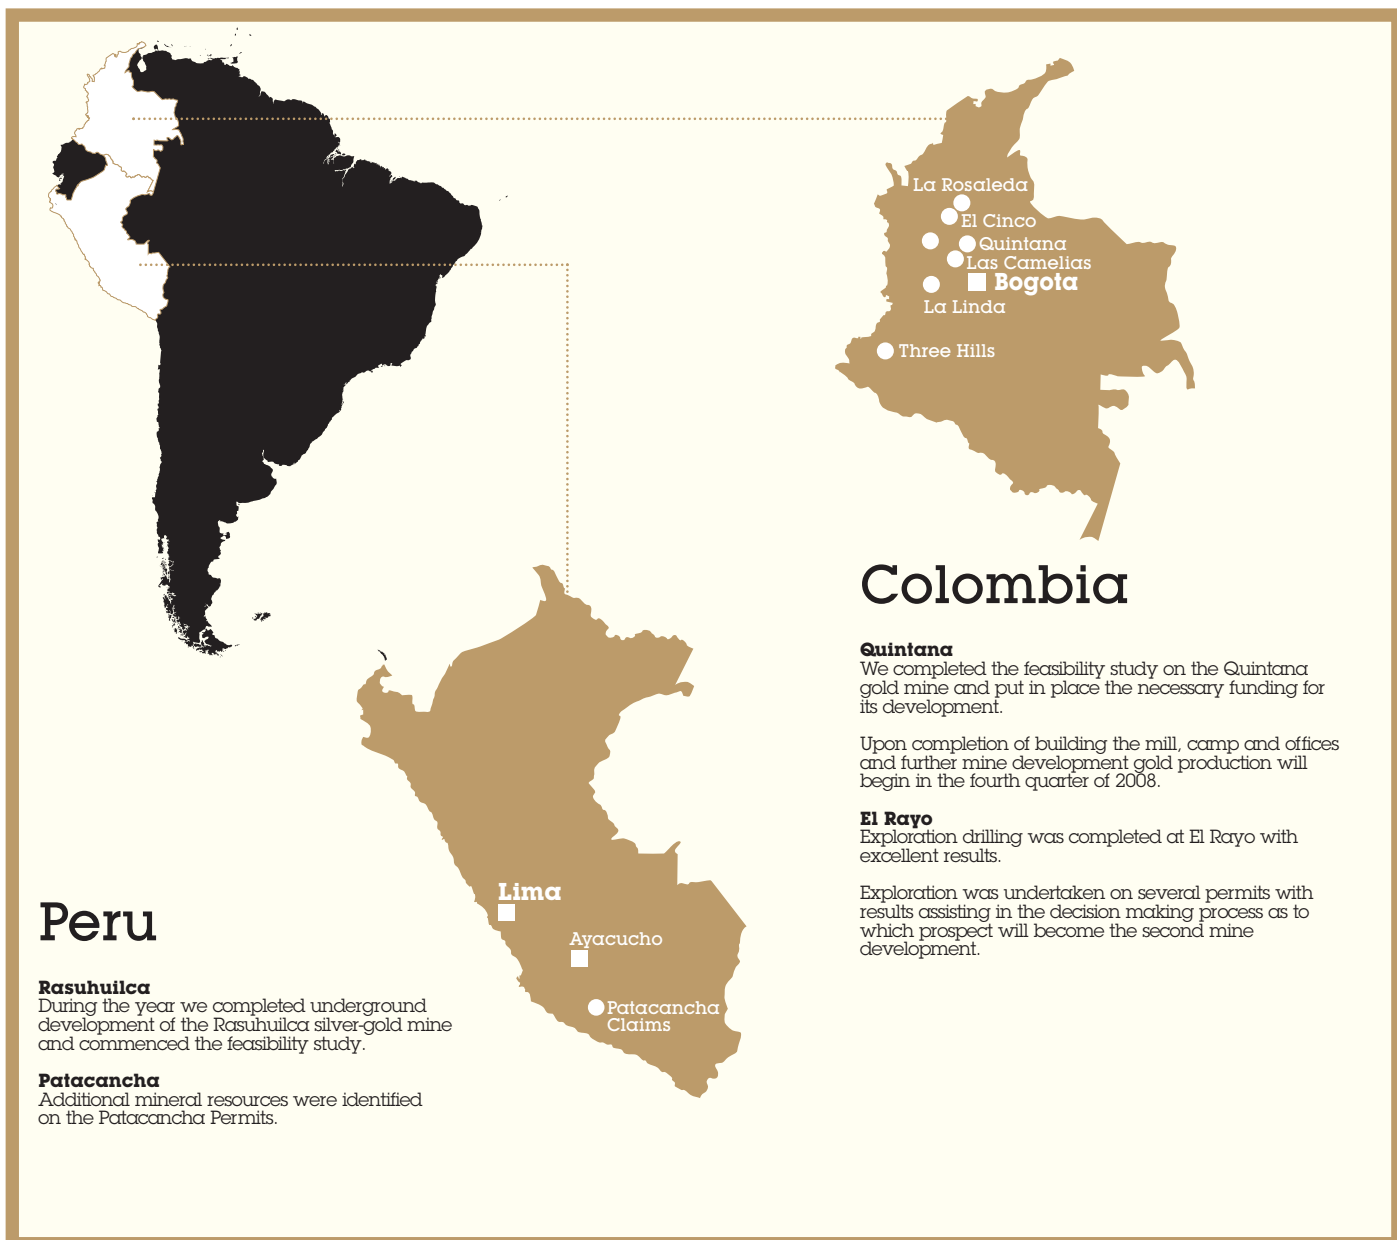 La Rosaleda
El Cinco
Quintana
Las Camelias
Bogota
La Linda
Three Hills
Colombia
Quintana
We completed the feasibility study on the Quintana
gold mine and put in place the necessary funding for
its development.
Upon completion of building the mill, camp and offices
and further mine development gold production will
begin in the fourth quarter of 2008.
El Rayo
Exploration drilling was completed at El Rayo with
excellent results.
Exploration was undertaken on several permits with
results assisting in the decision making process as to
which prospect will become the second mine
development.
Lima
Ayacucho
Patacancha
Claims
Peru
Rasuhuilca
During the year we completed underground
development of the Rasuhuilca silver-gold mine
and commenced the feasibility study.
Patacancha
Additional mineral resources were identified
on the Patacancha Permits.